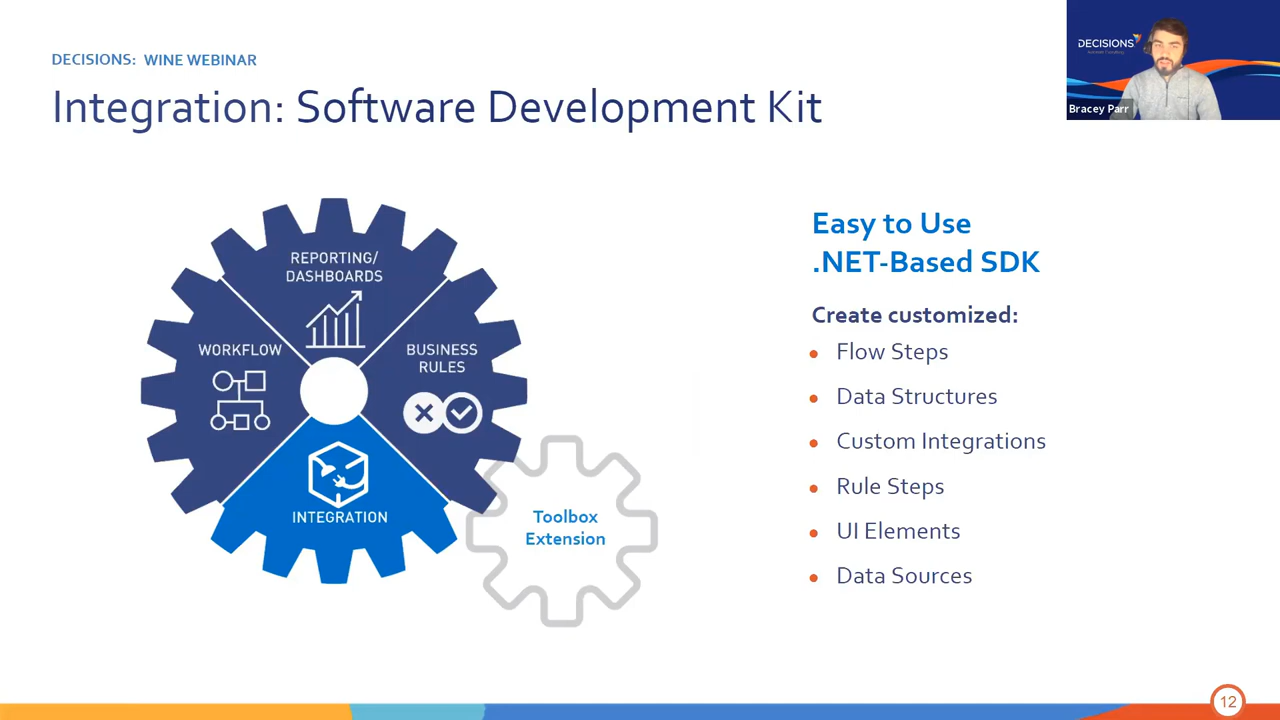 DECISIONS: WINE WEBINAR
Integration: Software Development Kit
DECISIONS
Bracey Parr
REPORTING/
DASHBOARDS
WORKFLOW
BUSINESS
RULES
INTEGRATION
Toolbox
Extension
Easy to Use
.NET-Based SDK
Create customized:
• Flow Steps
• Data Structures
• Custom Integrations
• Rule Steps
• UI Elements
• Data Sources
12